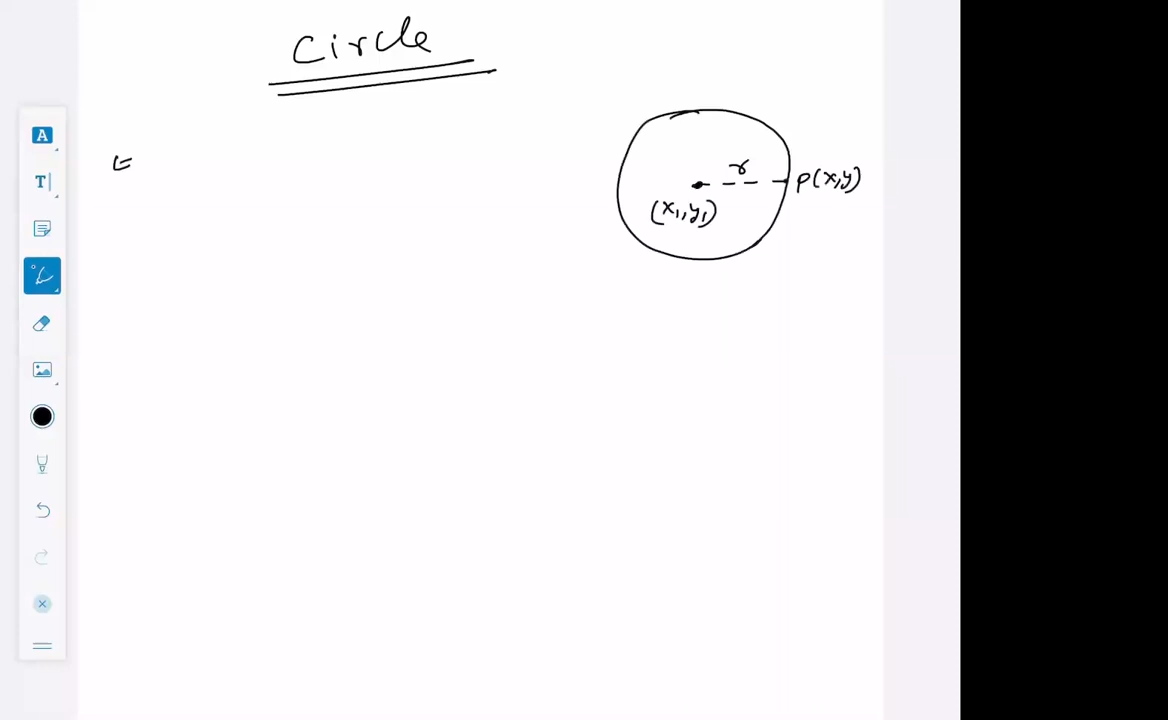 Circle
r
P(x,y)
(x₁,y₁)
A
T